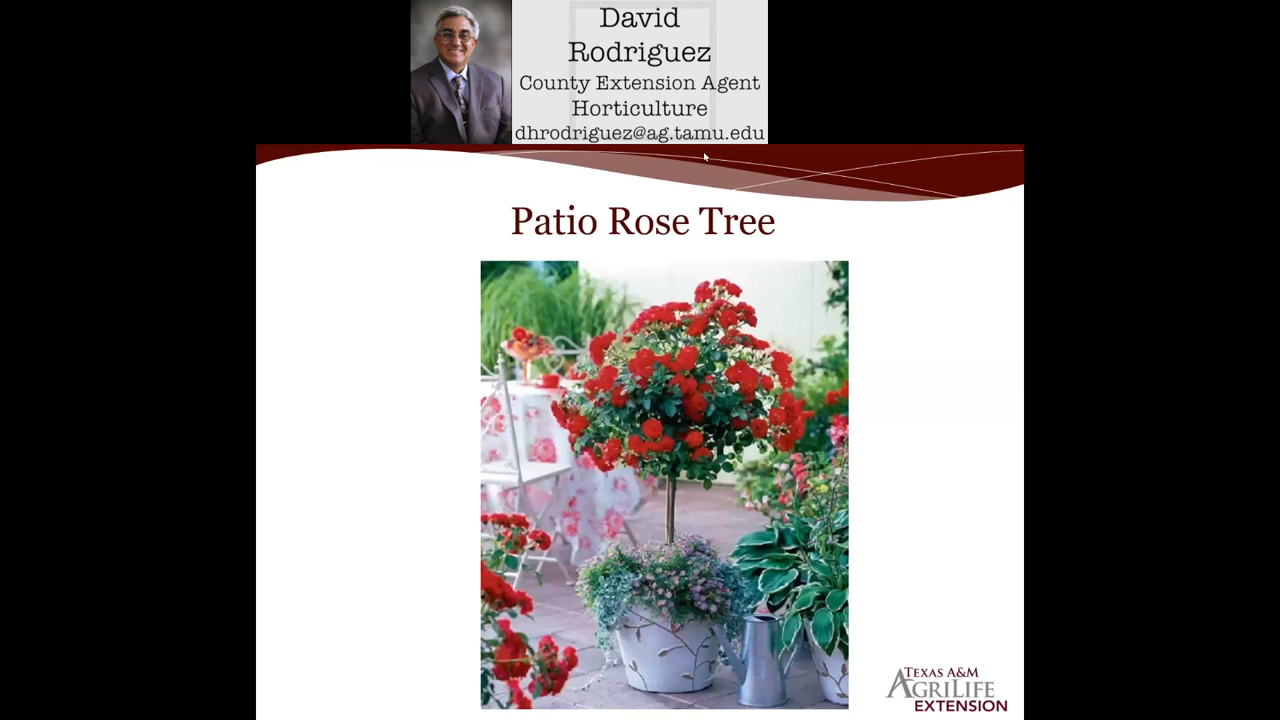 David
Rodriguez
County Extension Agent
Horticulture
dhrodriguez@ag.tamu.edu
Patio Rose Tree
TEXAS A&M
AGRILIFE
EXTENSION